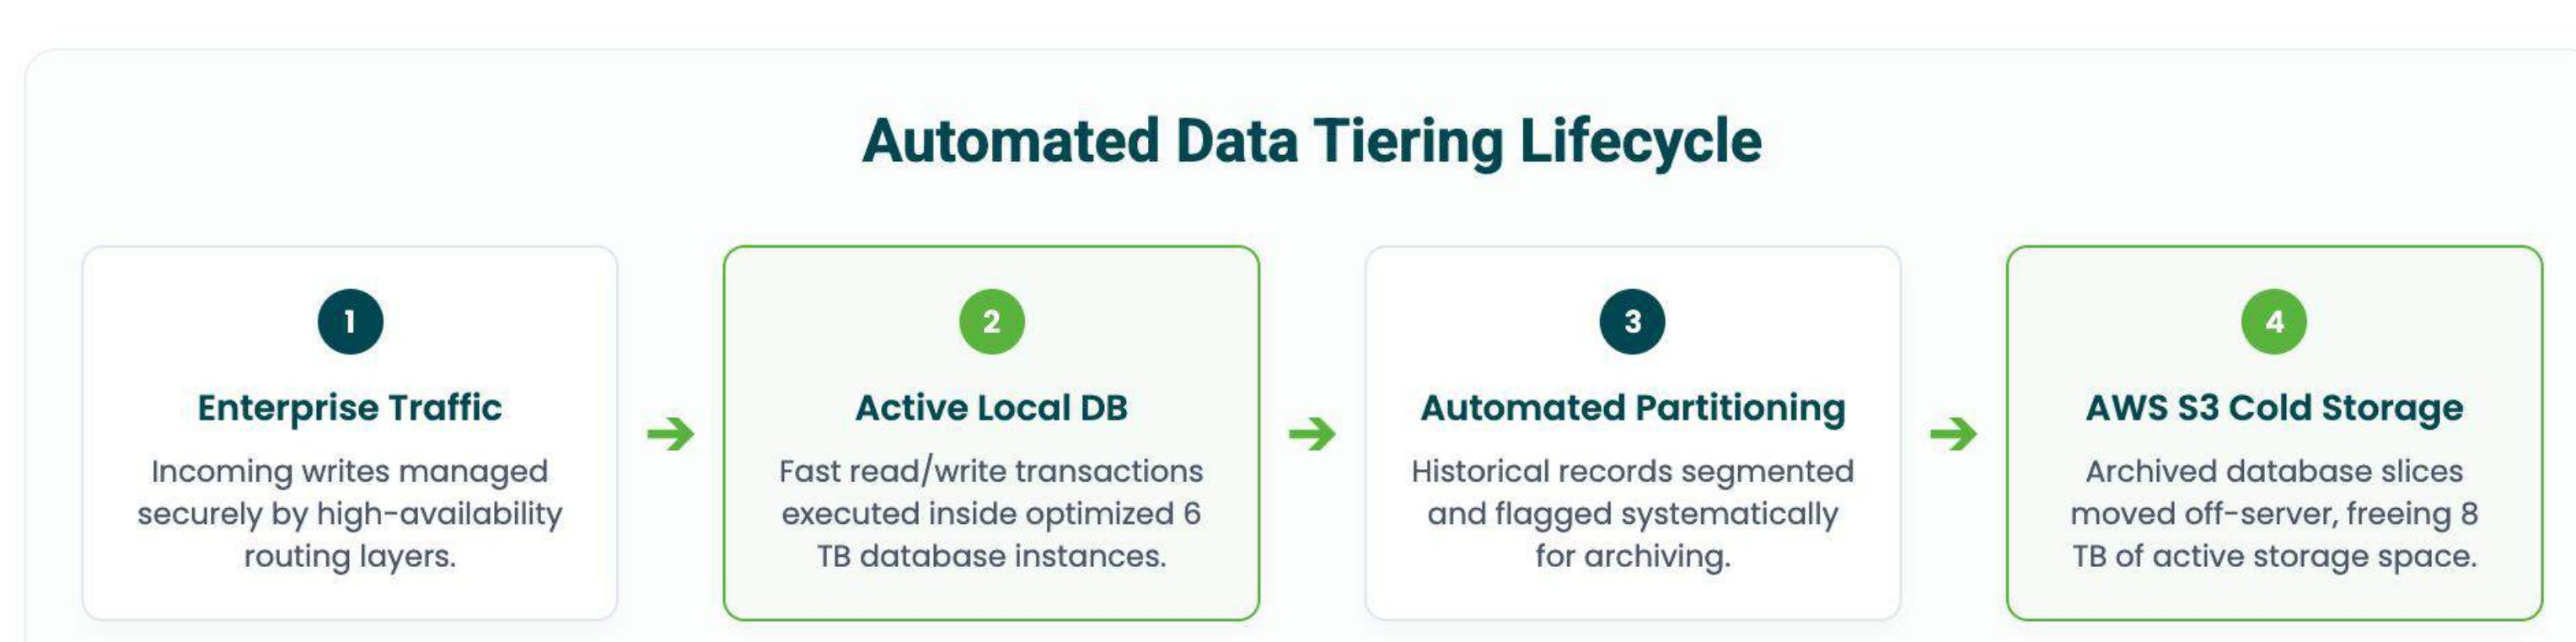 Automated Data Tiering Lifecycle
1
Enterprise Traffic
Incoming writes managed
securely by high-availability
routing layers.
2
Active Local DB
Fast read/write transactions
executed inside optimized 6
TB database instances.
3
Automated Partitioning
Historical records segmented
and flagged systematically
for archiving.
4
AWS S3 Cold Storage
Archived database slices
moved off-server, freeing 8
TB of active storage space.